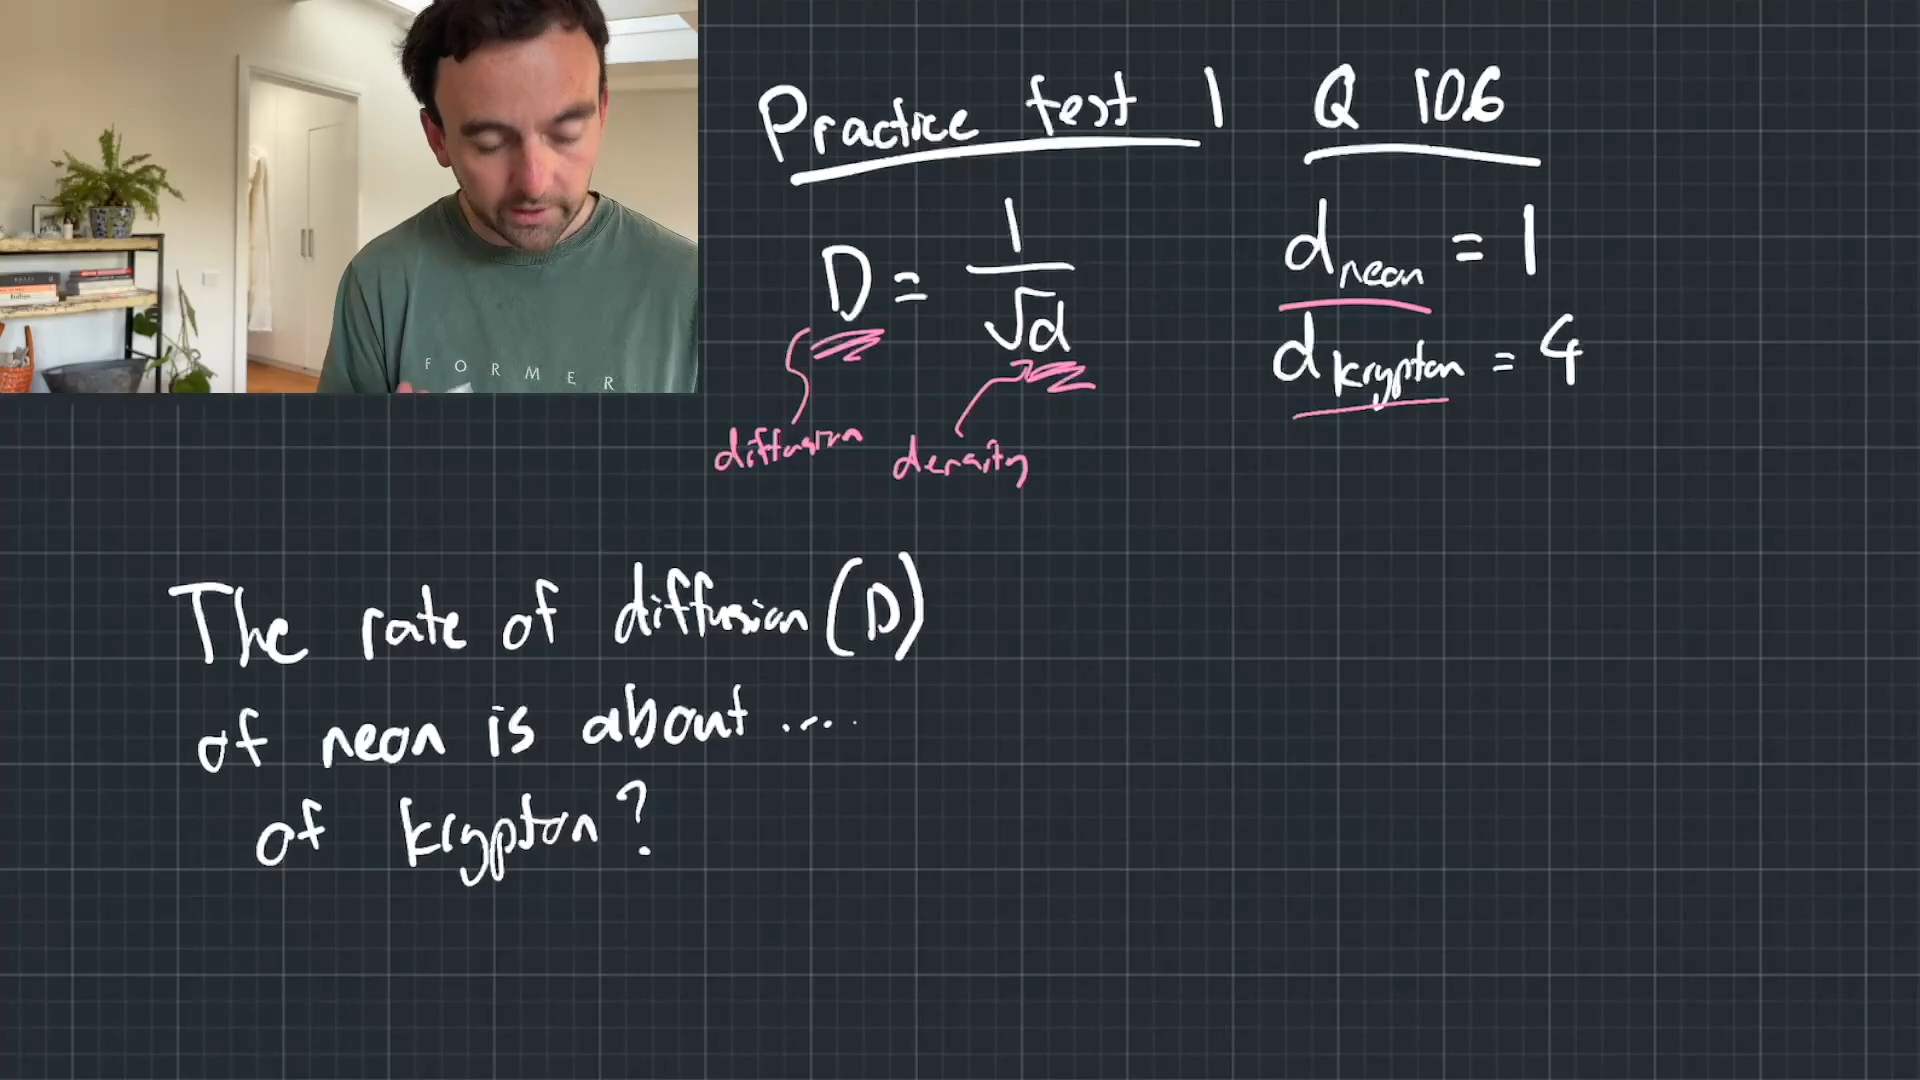 Practice test 1 Q 106
D = 1/√d
diffusion density
d neon = 1
d krypton = 4
The rate of diffusion (D)
of neon is about ....
of krypton?
FORMER